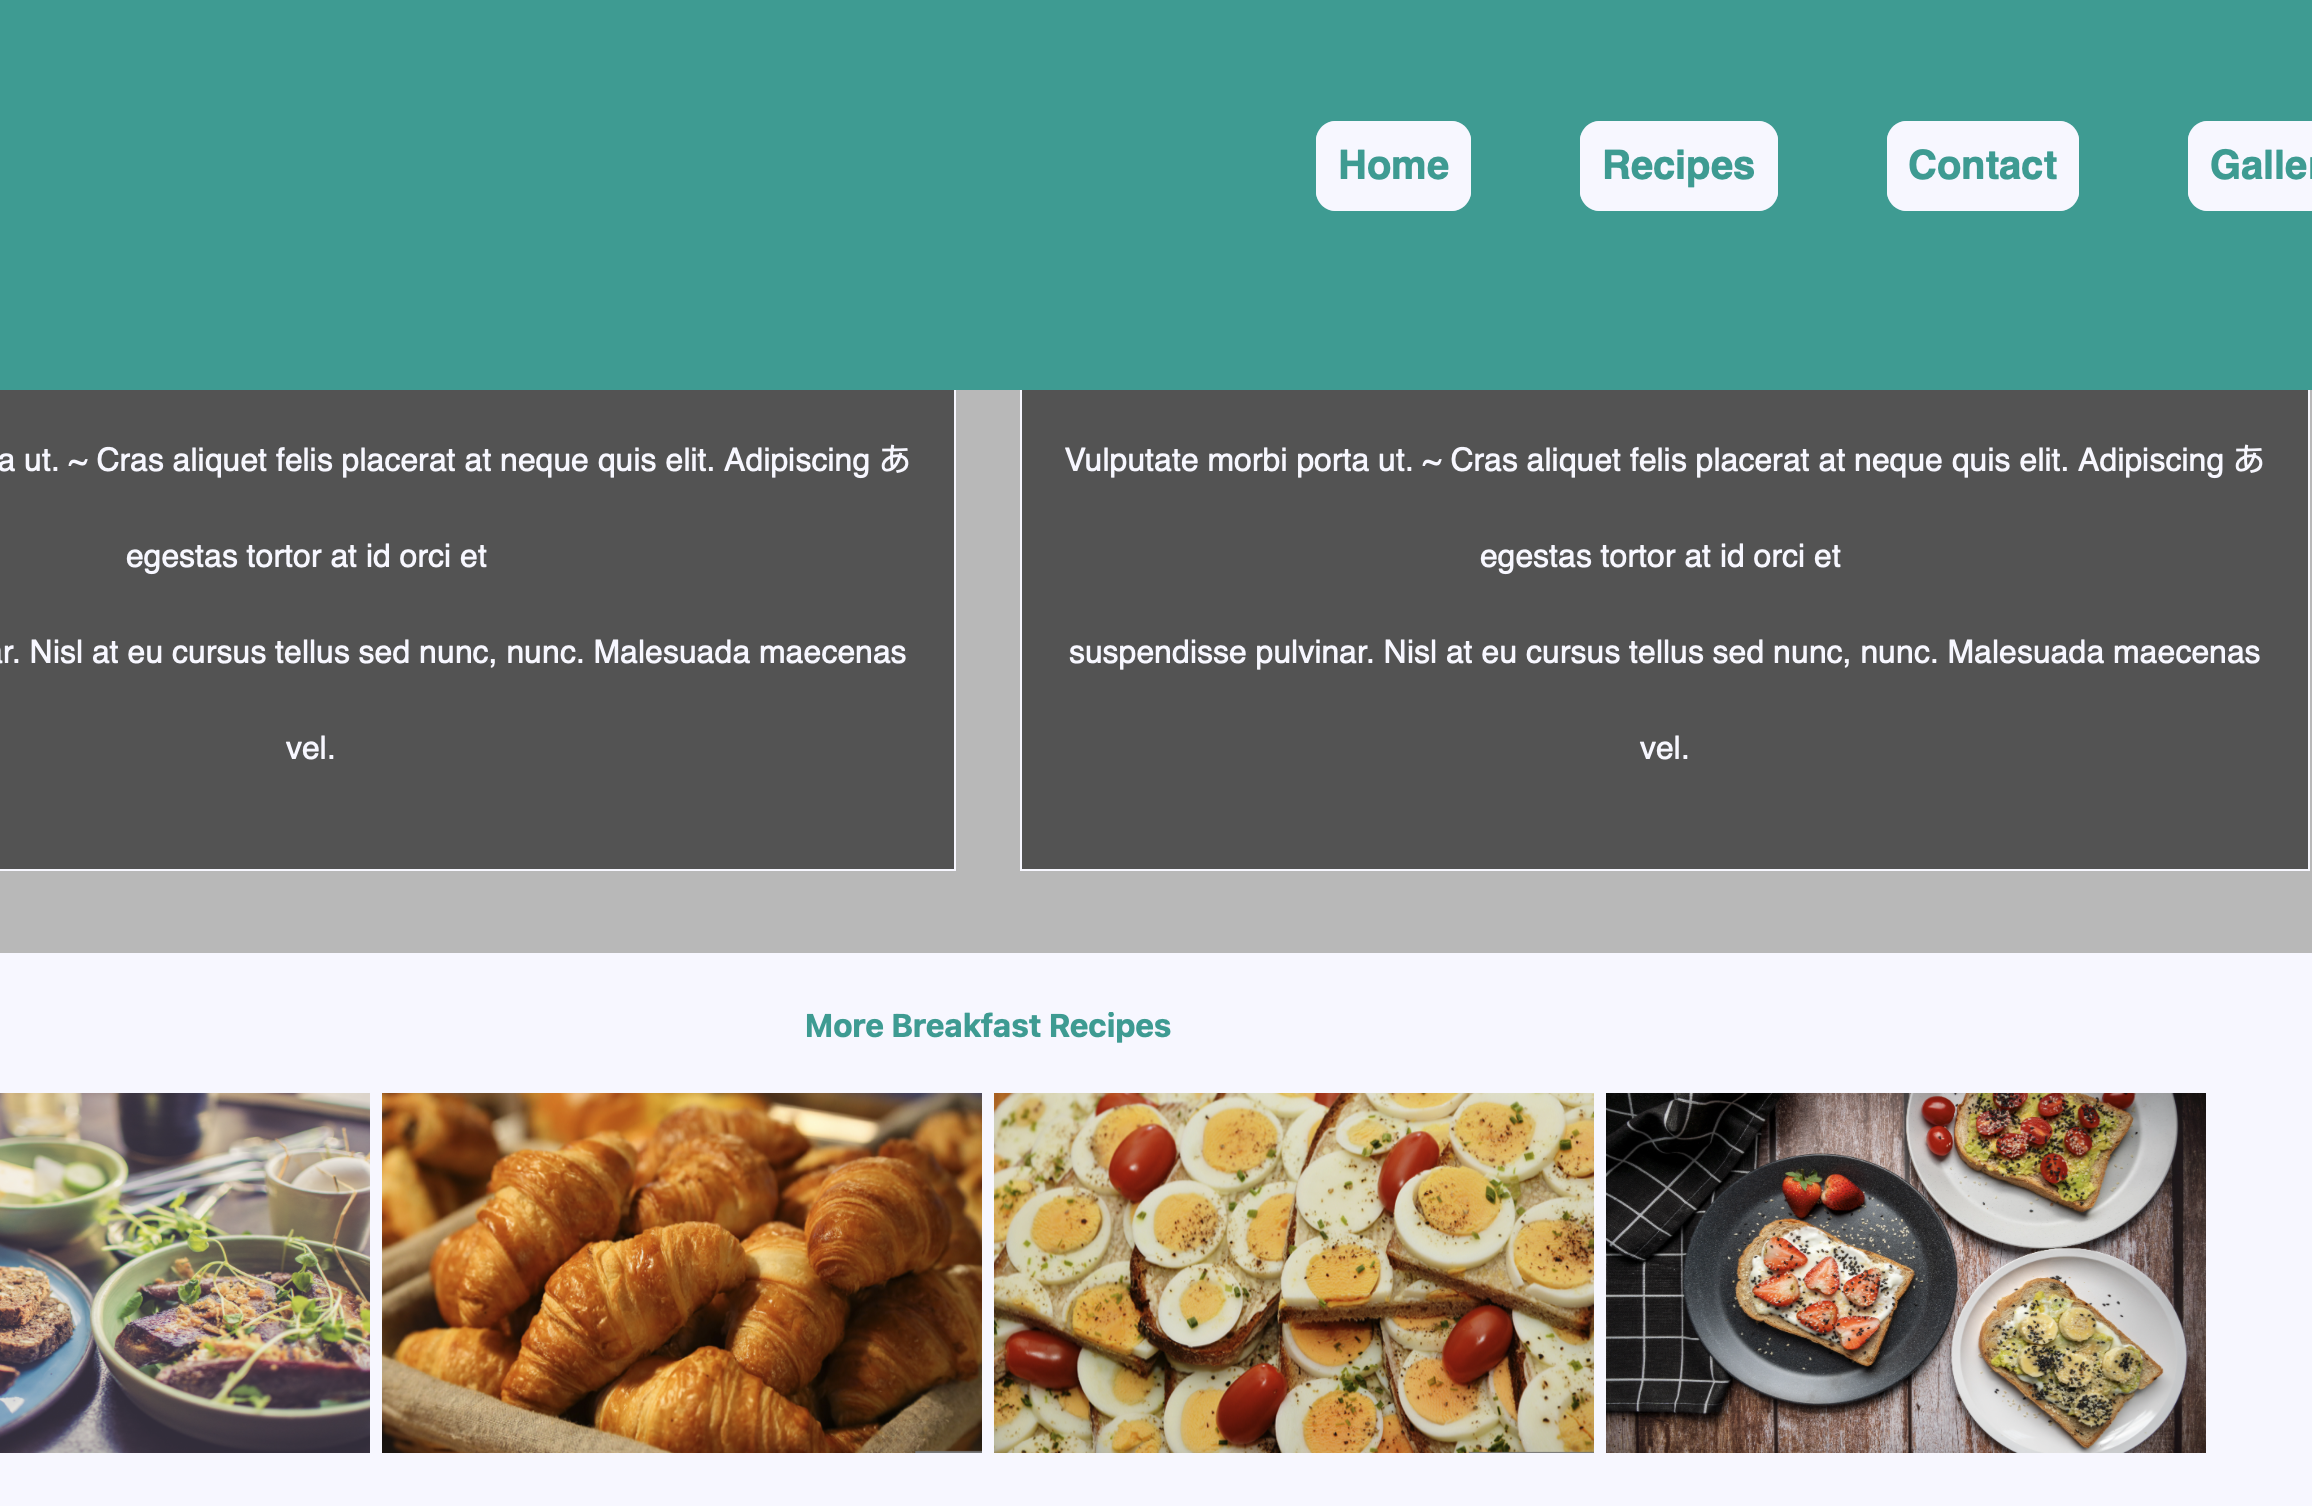 Home Recipes Contact
a ut. ~ Cras aliquet felis placerat at neque quis elit. Adipiscing あ
egestas tortor at id orci et
Nisl at eu cursus tellus sed nunc, nunc. Malesuada maecenas
vel.
Vulputate morbi porta ut. ~ Cras aliquet felis placerat at neque quis elit. Adipiscing あ
egestas tortor at id orci et
suspendisse pulvinar. Nisl at eu cursus tellus sed nunc, nunc. Malesuada maecenas
vel.
More Breakfast Recipes